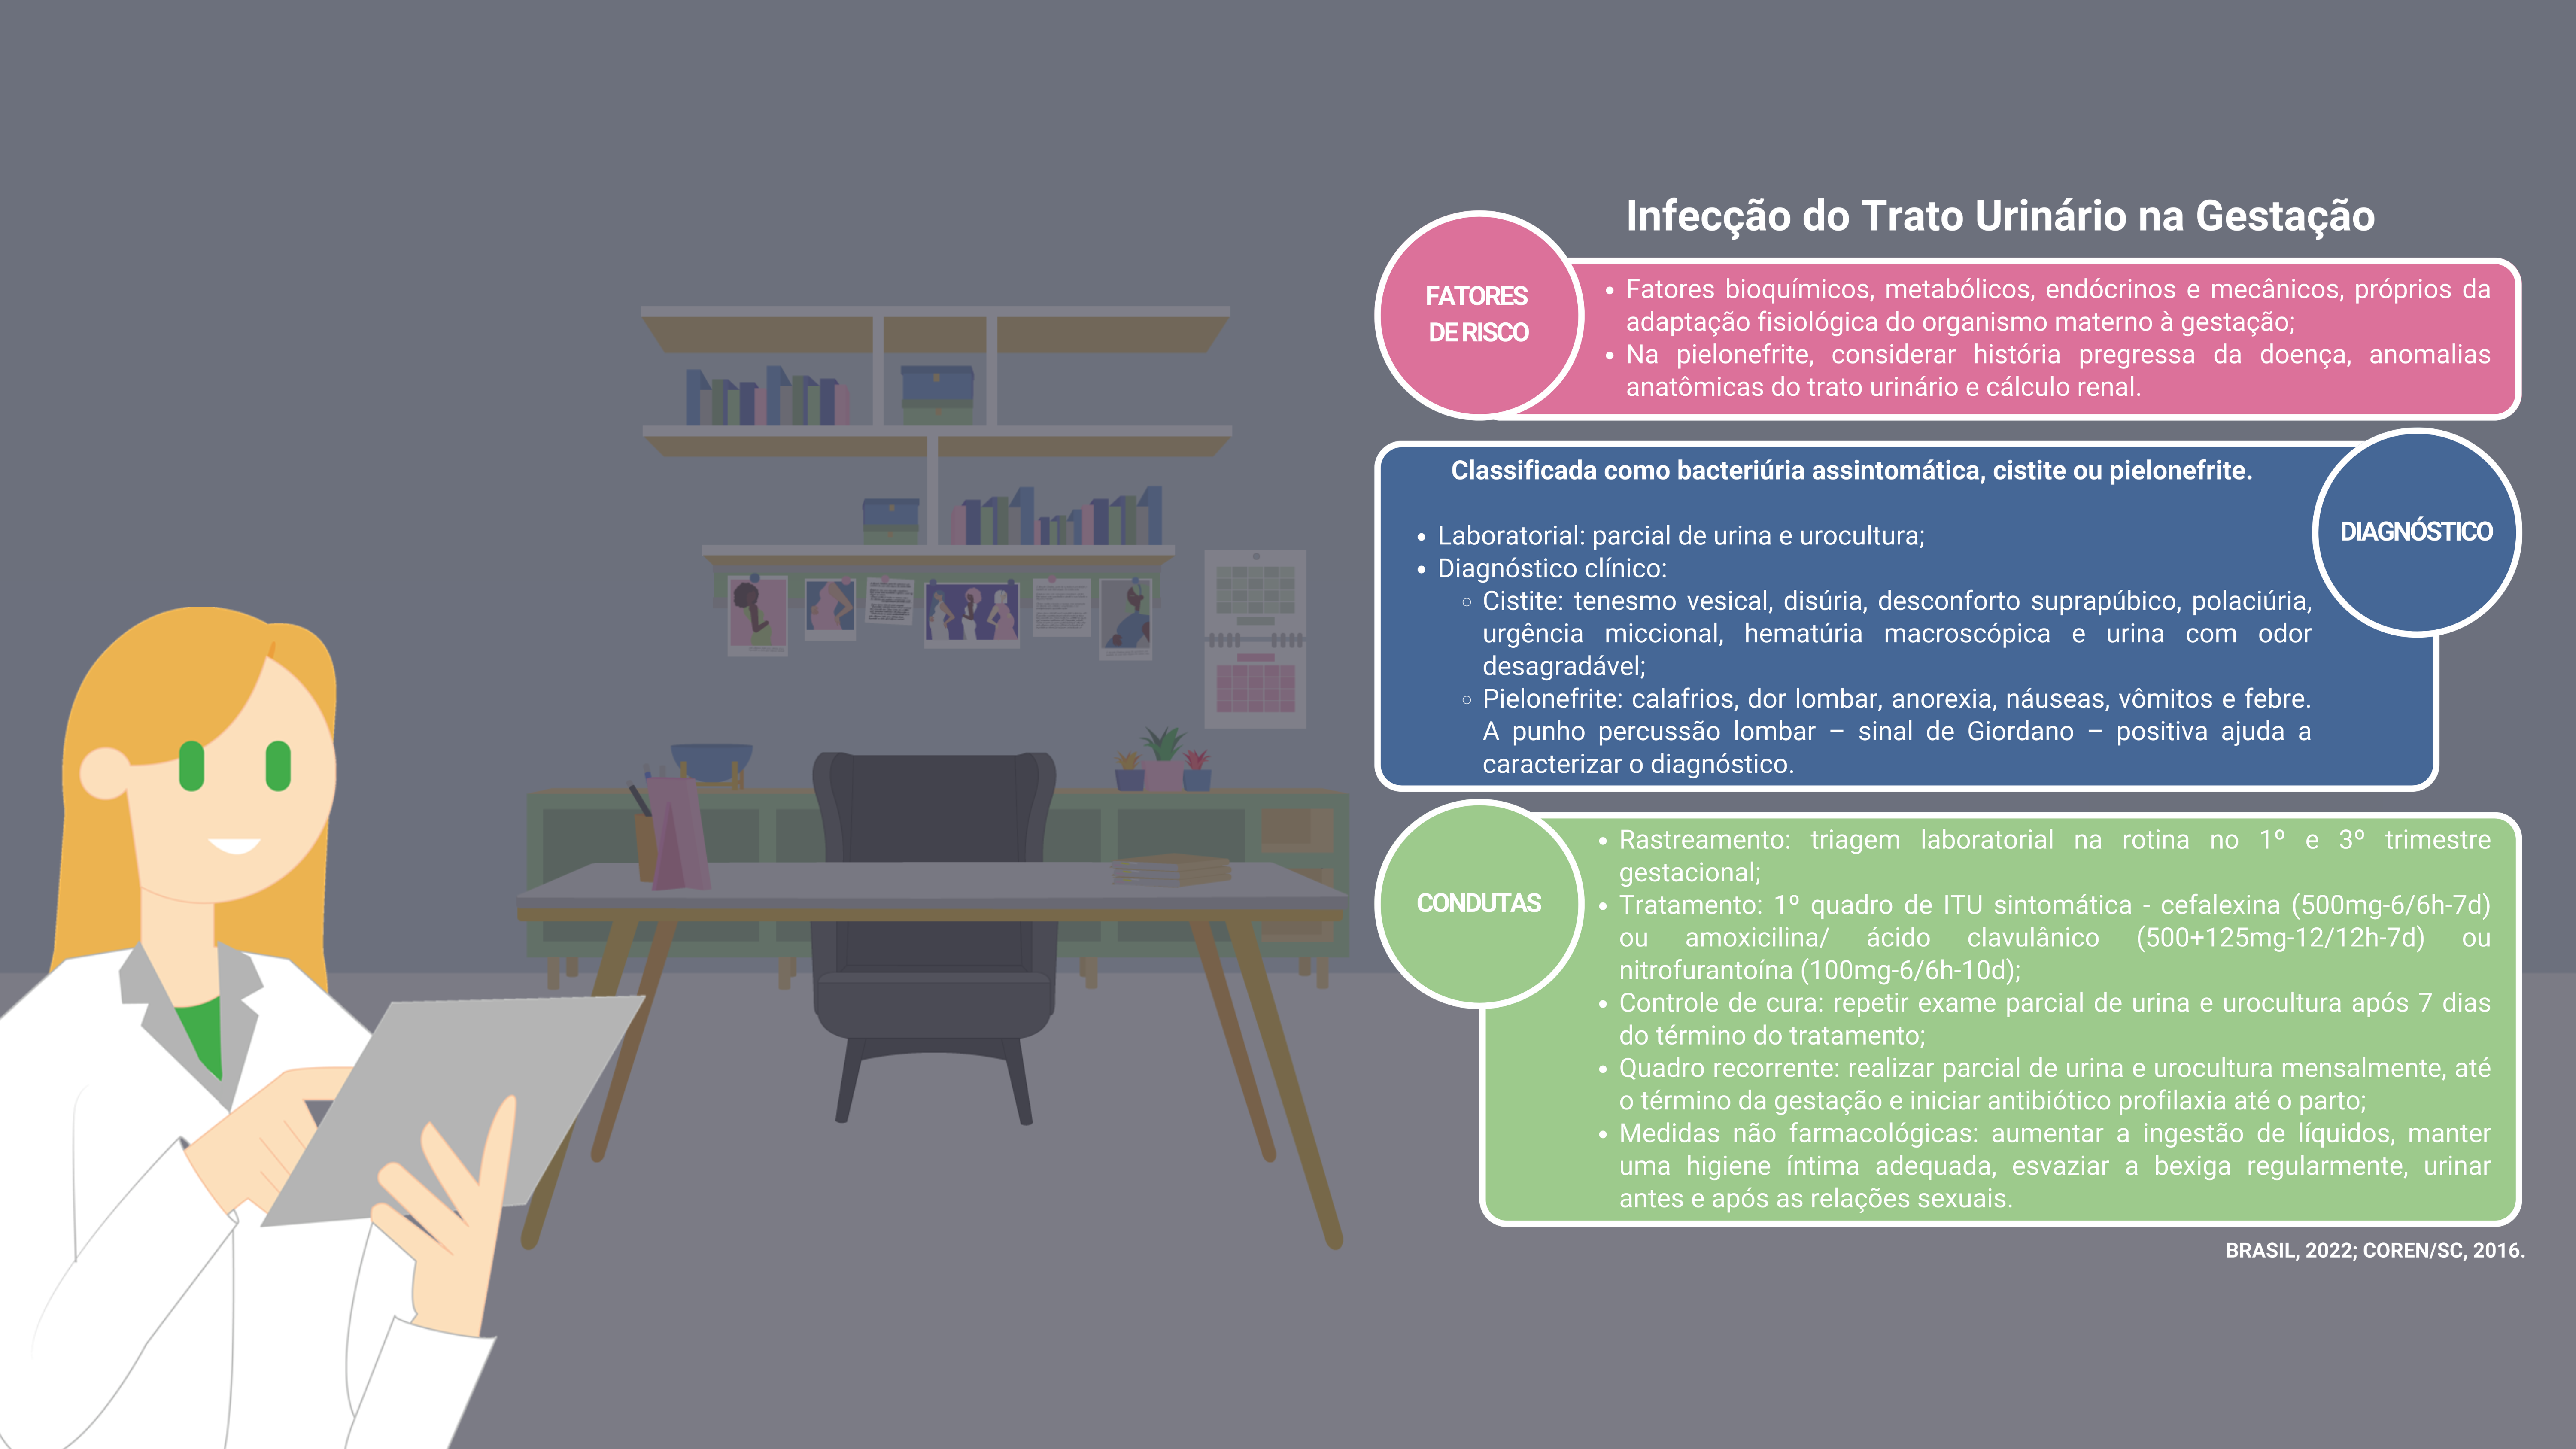 Infecção do Trato Urinário na Gestação
FATORES
DE RISCO
• Fatores bioquímicos, metabólicos, endócrinos e mecânicos, próprios da
adaptação fisiológica do organismo materno à gestação;
• Na pielonefrite, considerar história pregressa da doença, anomalias
anatômicas do trato urinário e cálculo renal.
DIAGNÓSTICO
Classificada como bacteriúria assintomática, cistite ou pielonefrite.
• Laboratorial: parcial de urina e urocultura;
• Diagnóstico clínico:
◦ Cistite: tenesmo vesical, disúria, desconforto suprapúbico, polaciúria,
urgência miccional, hematúria macroscópica e urina com odor
desagradável;
◦ Pielonefrite: calafrios, dor lombar, anorexia, náuseas, vômitos e febre.
A punho percussão lombar – sinal de Giordano – positiva ajuda a
caracterizar o diagnóstico.
CONDUTAS
• Rastreamento: triagem laboratorial na rotina no 1º e 3º trimestre
gestacional;
• Tratamento: 1º quadro de ITU sintomática - cefalexina (500mg-6/6h-7d)
ou amoxicilina/ ácido clavulânico (500+125mg-12/12h-7d) ou
nitrofurantoína (100mg-6/6h-10d);
• Controle de cura: repetir exame parcial de urina e urocultura após 7 dias
do término do tratamento;
• Quadro recorrente: realizar parcial de urina e urocultura mensalmente, até
o término da gestação e iniciar antibiótico profilaxia até o parto;
• Medidas não farmacológicas: aumentar a ingestão de líquidos, manter
uma higiene íntima adequada, esvaziar a bexiga regularmente, urinar
antes e após as relações sexuais.
BRASIL, 2022; COREN/SC, 2016.